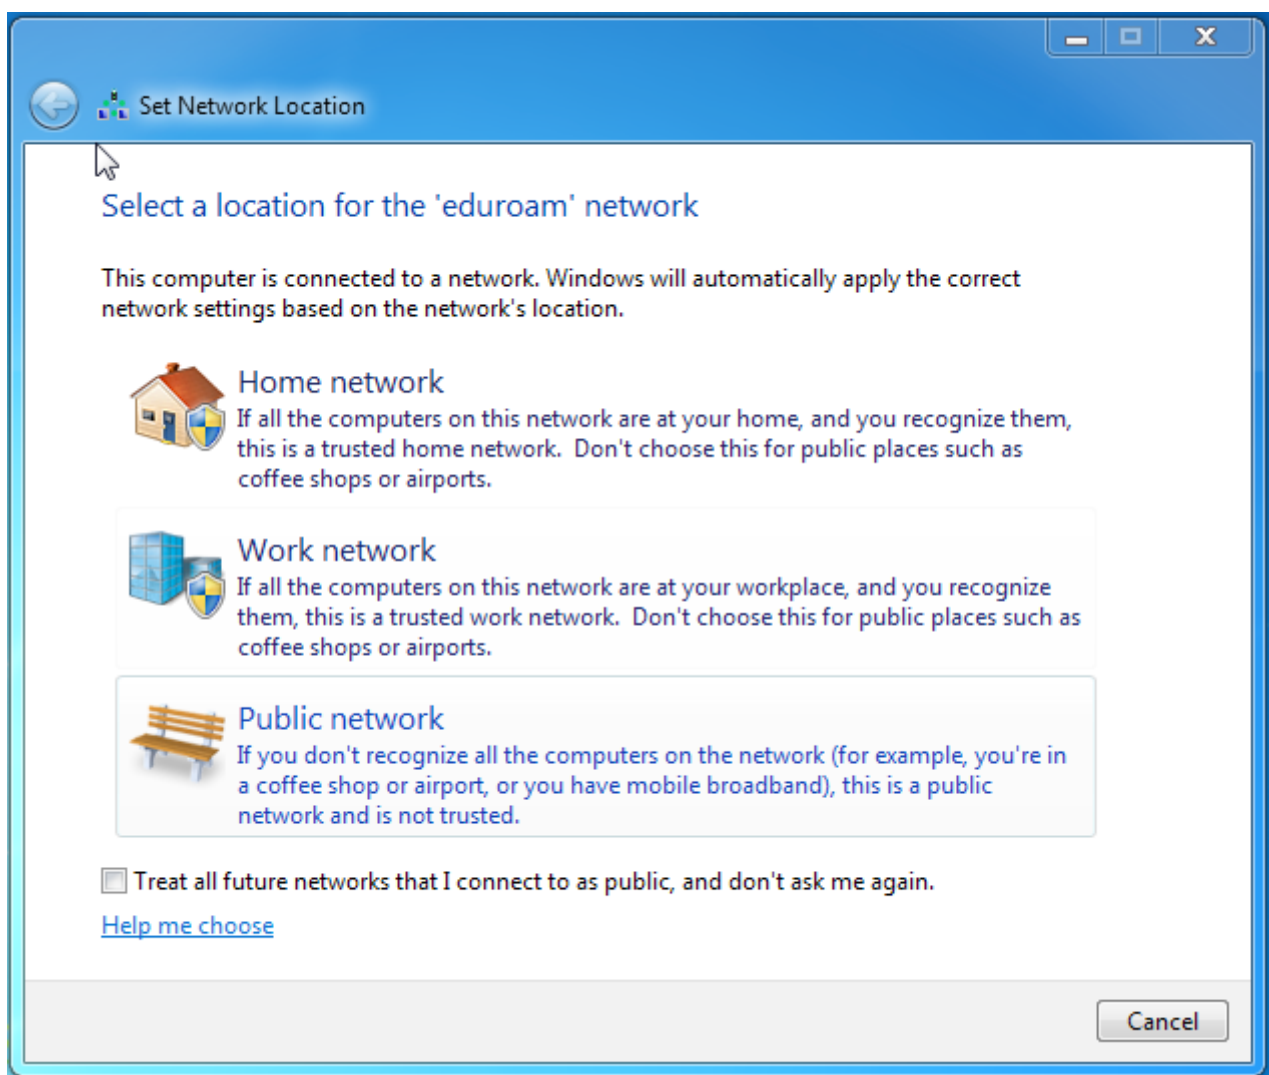 Set Network Location
Select a location for the 'eduroam' network
This computer is connected to a network. Windows will automatically apply the correct
network settings based on the network's location.
Home network
If all the computers on this network are at your home, and you recognize them,
this is a trusted home network.  Don't choose this for public places such as
coffee shops or airports.
Work network
If all the computers on this network are at your workplace, and you recognize
them, this is a trusted work network.  Don't choose this for public places such as
coffee shops or airports.
Public network
If you don't recognize all the computers on the network (for example, you're in
a coffee shop or airport, or you have mobile broadband), this is a public
network and is not trusted.
Treat all future networks that I connect to as public, and don't ask me again.
Help me choose
Cancel